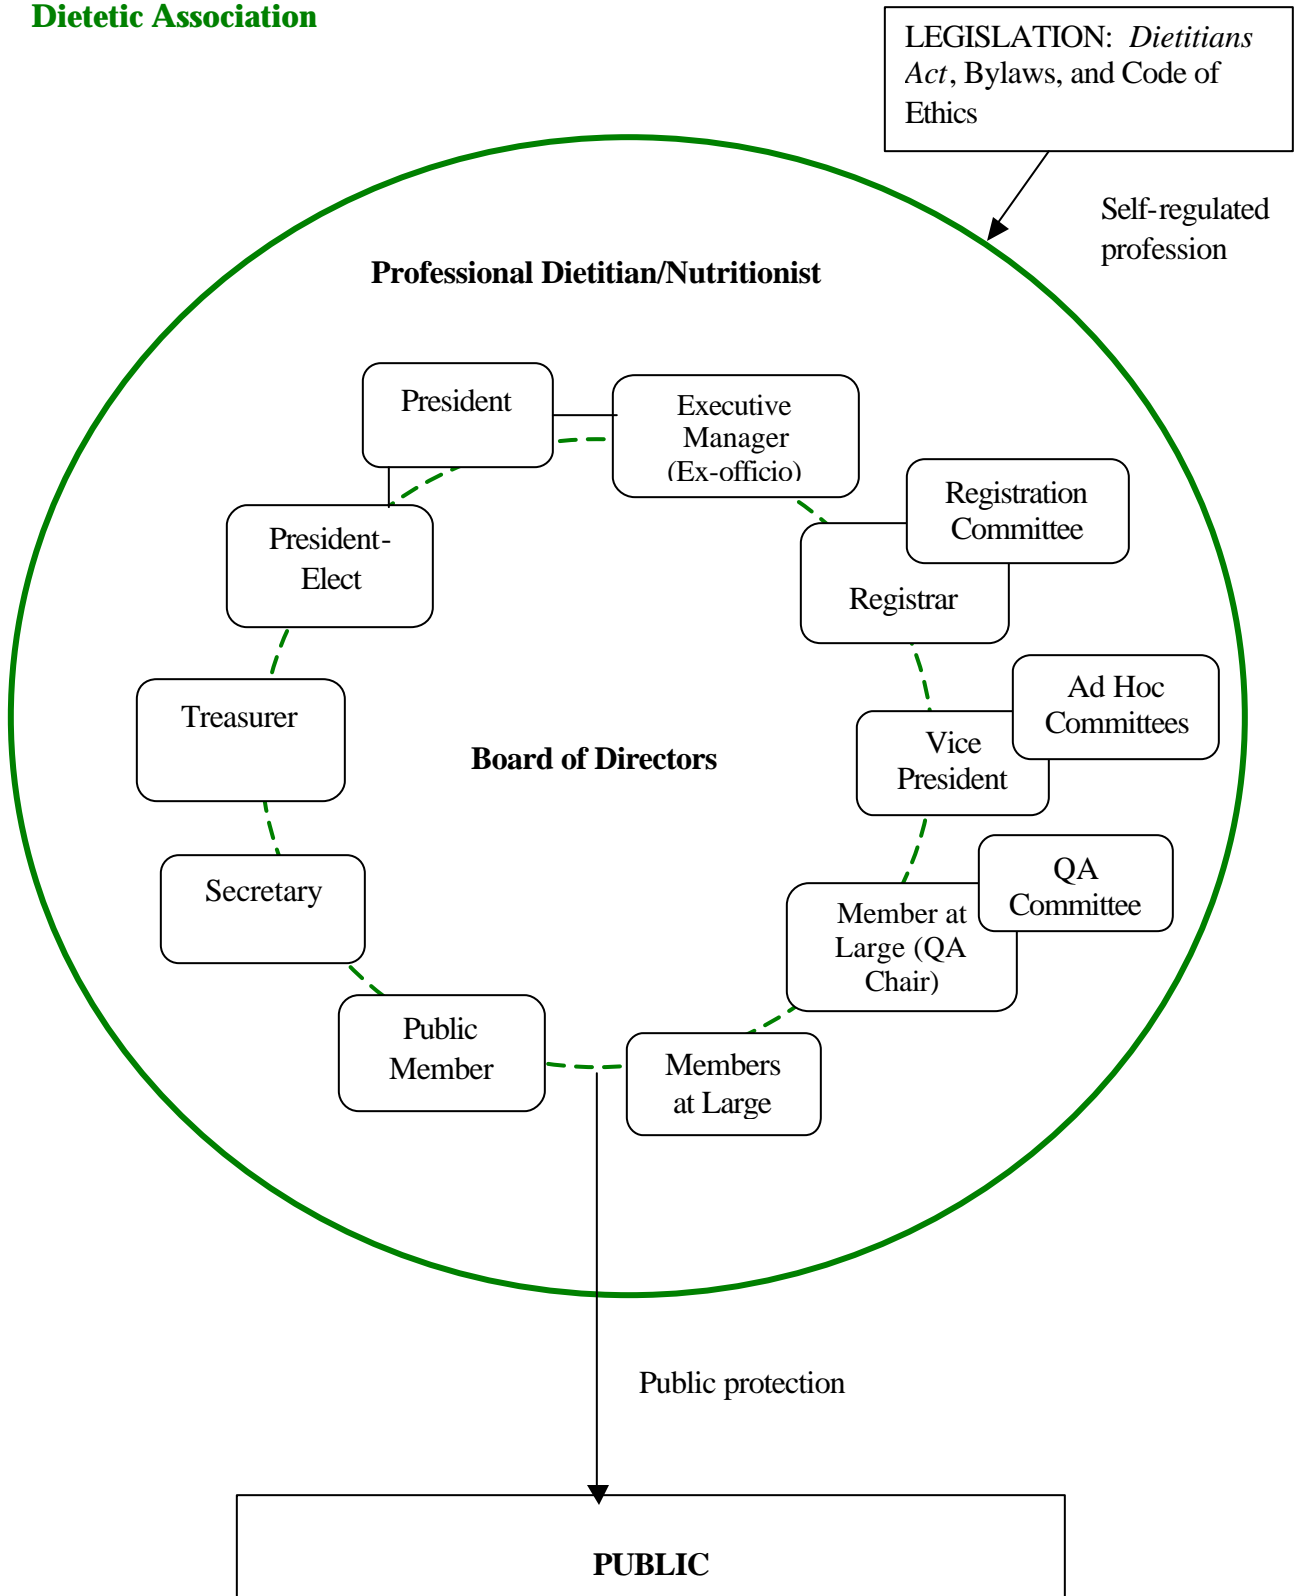 Dietetic Association
LEGISLATION: Dietitians
Act, Bylaws, and Code of
Ethics
Self-regulated
profession
Professional Dietitian/Nutritionist
President
Executive
Manager
(Ex-officio)
Registration
Committee
President-
Elect
Registrar
Ad Hoc
Committees
Treasurer
Vice
President
Board of Directors
QA
Committee
Secretary
Member at
Large (QA
Chair)
Public
Member
Members
at Large
Public protection
PUBLIC